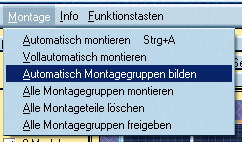 Montage Info Funktionstasten
Automatisch montieren Strg+A
Vollautomatisch montieren
Automatisch Montagegruppen bilden
Alle Montagegruppen montieren
Alle Montageteile löschen
Alle Montagegruppen freigeben